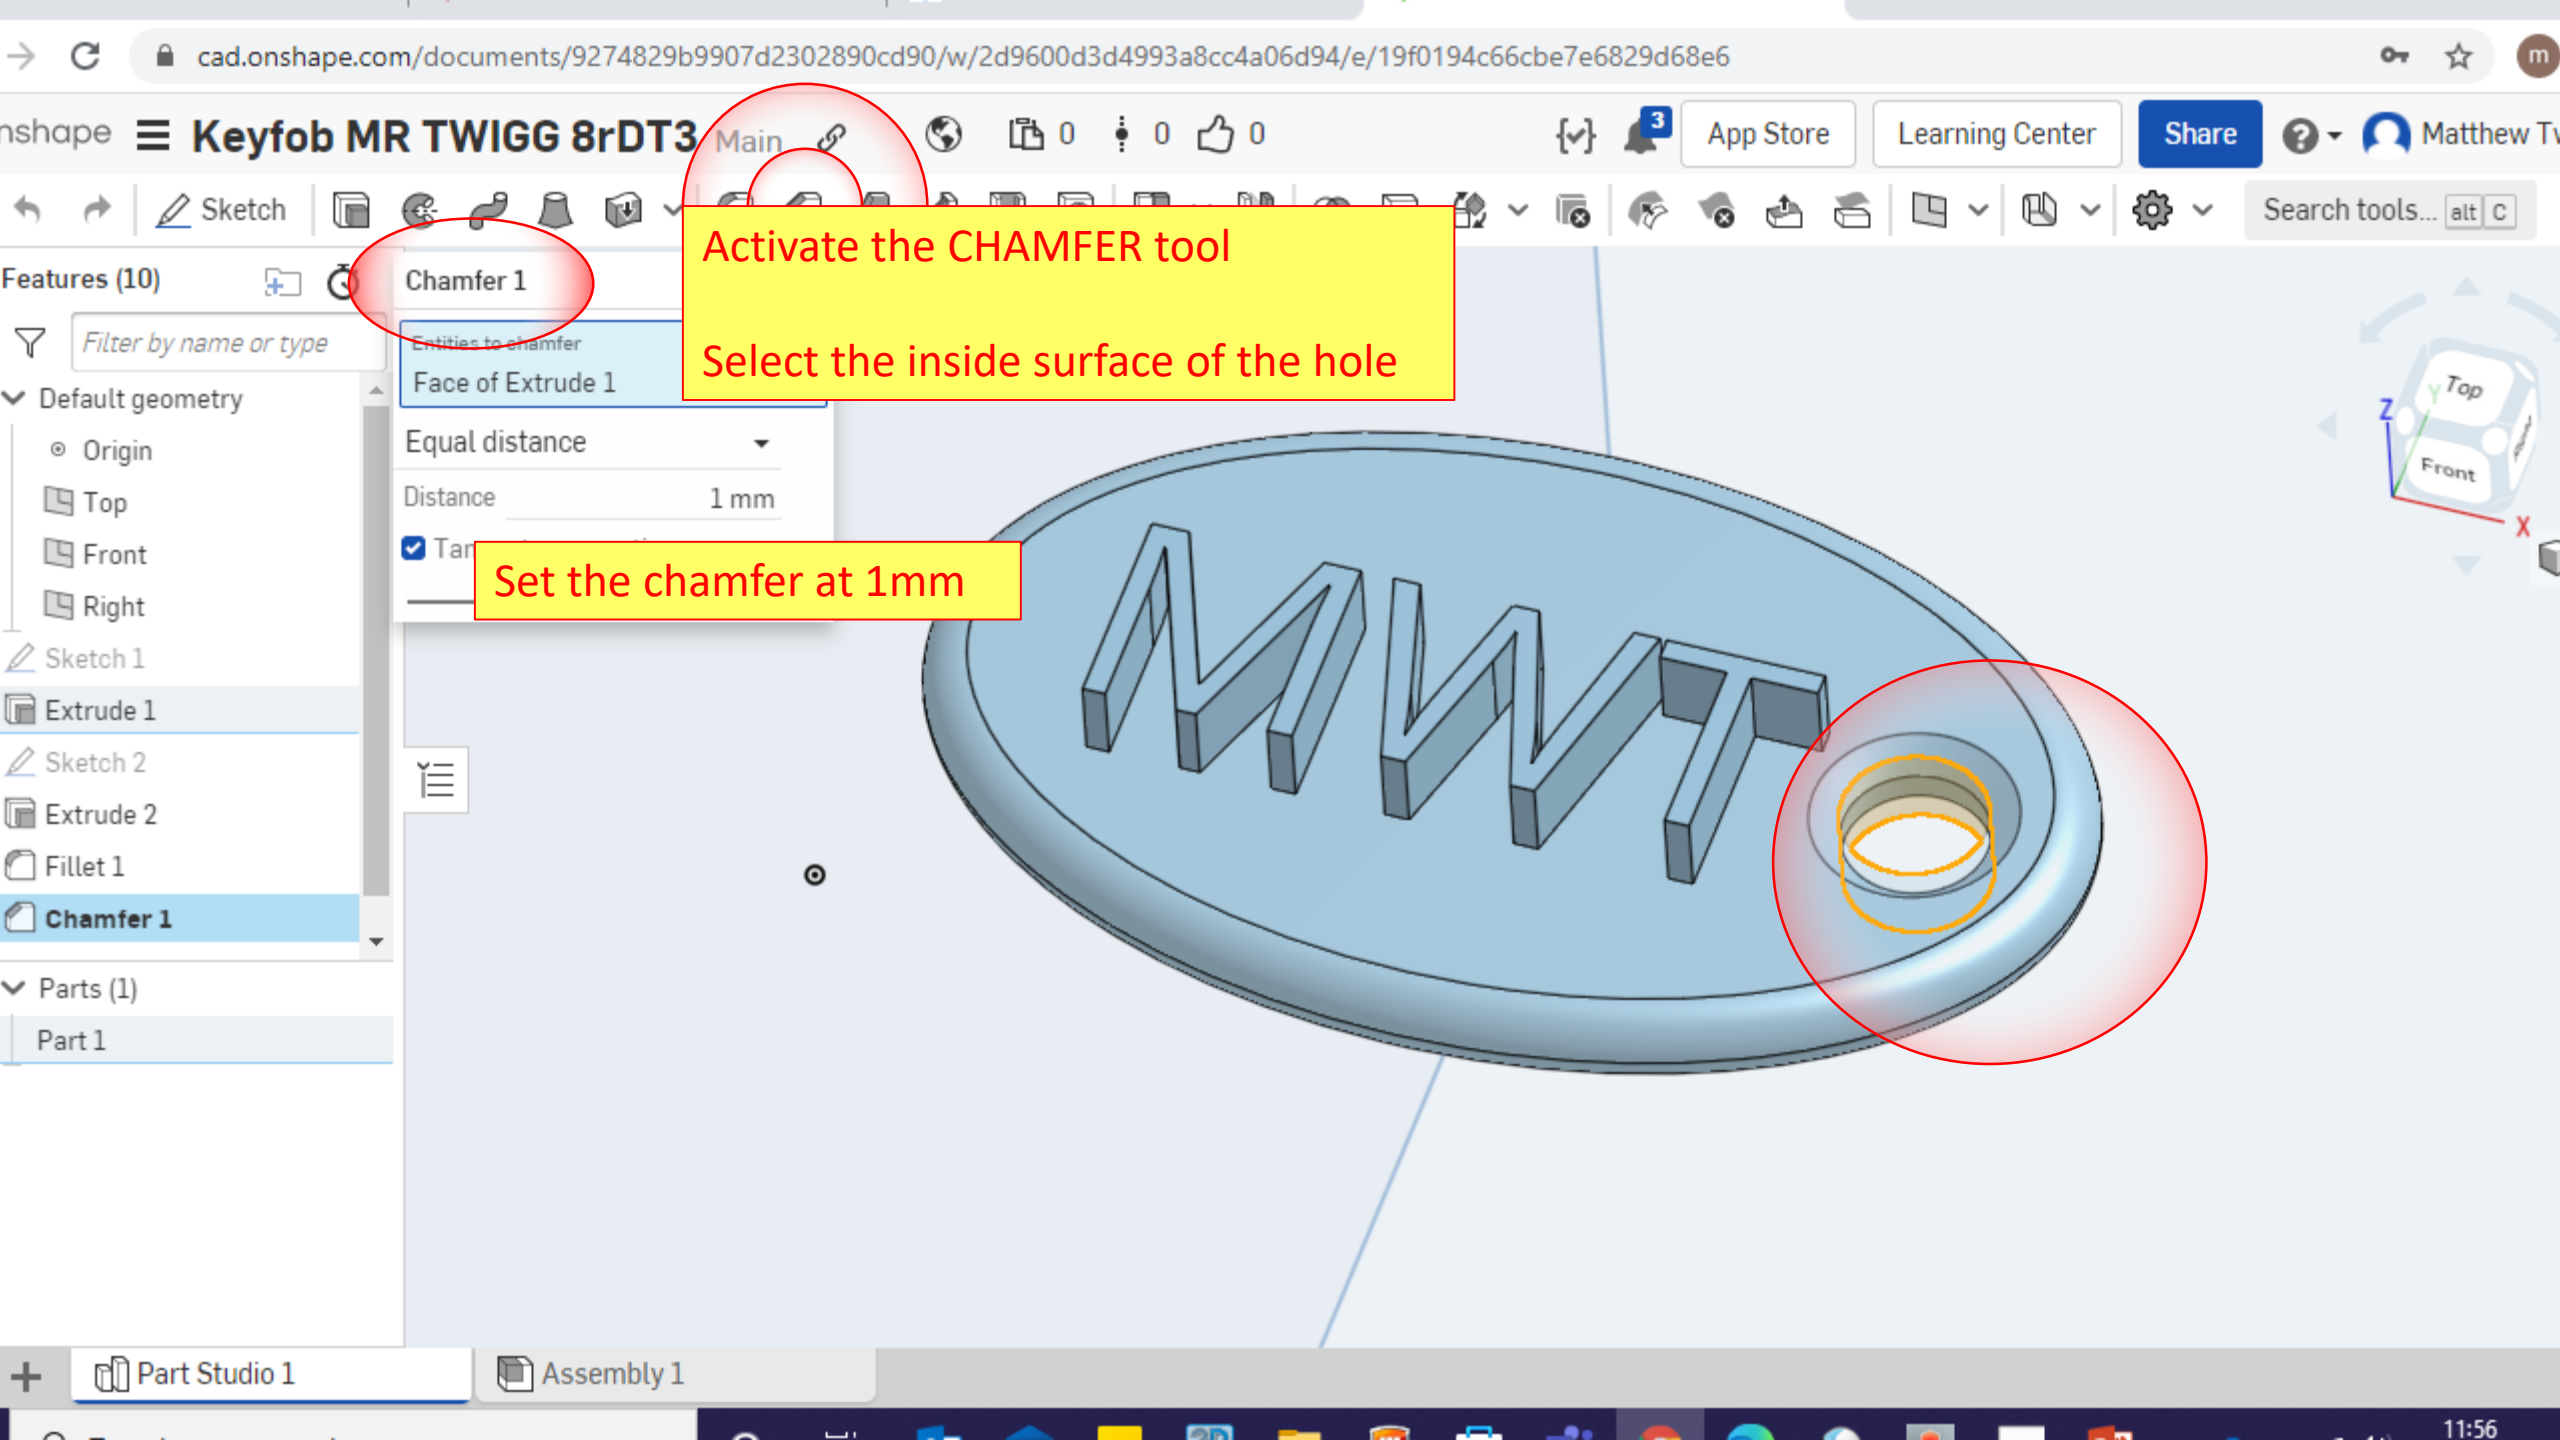 cad.onshape.com/documents/9274829b9907d2302890cd90/w/2d9600d3d4993a8cc4a06d94/e/19f0194c66cbe7e6829d68e6
m
nshape Keyfob MR TWIGG 8rDT3 Main 0 0 0 3 App Store Learning Center Share Matthew Tw
Sketch Search tools... alt C
Activate the CHAMFER tool
Select the inside surface of the hole
Features (10)
Filter by name or type
Default geometry
Origin
Top
Front
Right
Sketch 1
Extrude 1
Sketch 2
Extrude 2
Fillet 1
Chamfer 1
Parts (1)
Part 1
Chamfer 1
Entities to chamfer
Face of Extrude 1
Equal distance
Distance 1 mm
Tan
Set the chamfer at 1mm
MWT
Top
Front
Z
Y
X
Part Studio 1
Assembly 1
11:56